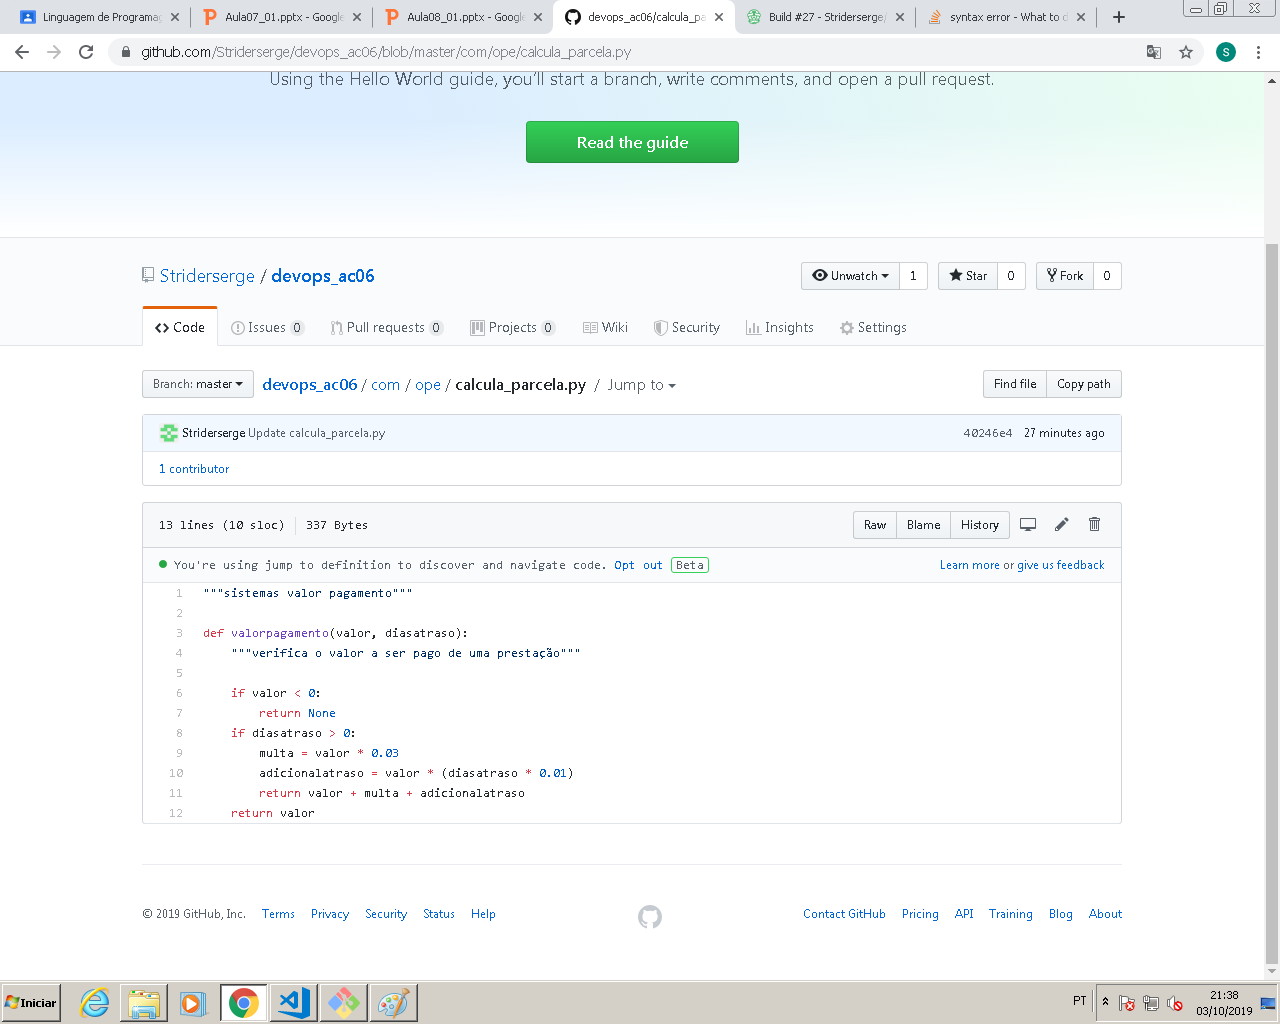 Linguagem de Programaç
Aula07_01.pptx - Google
Aula08_01.pptx - Google
devops_ac06/calcula_pa
Build #27 - Striderserge/
syntax error - What to d
github.com/Striderserge/devops_ac06/blob/master/com/ope/calcula_parcela.py
S
Using the Hello World guide, you'll start a branch, write comments, and open a pull request.
Read the guide
Striderserge / devops_ac06
Unwatch 1 Star 0 Fork 0
Code Issues 0 Pull requests 0 Projects 0 Wiki Security Insights Settings
Branch: master devops_ac06 / com / ope / calcula_parcela.py / Jump to Find file Copy path
Striderserge Update calcula_parcela.py 40246e4 27 minutes ago
1 contributor
13 lines (10 sloc) 337 Bytes Raw Blame History
You're using jump to definition to discover and navigate code. Opt out Beta Learn more or give us feedback
1 """sistemas valor pagamento"""
2
3 def valorpagamento(valor, diasatraso):
4 """verifica o valor a ser pago de uma prestação"""
5
6 if valor < 0:
7 return None
8 if diasatraso > 0:
9 multa = valor * 0.03
10 adicionalatraso = valor * (diasatraso * 0.01)
11 return valor + multa + adicionalatraso
12 return valor
© 2019 GitHub, Inc. Terms Privacy Security Status Help Contact GitHub Pricing API Training Blog About
Iniciar PT 21:38
03/10/2019